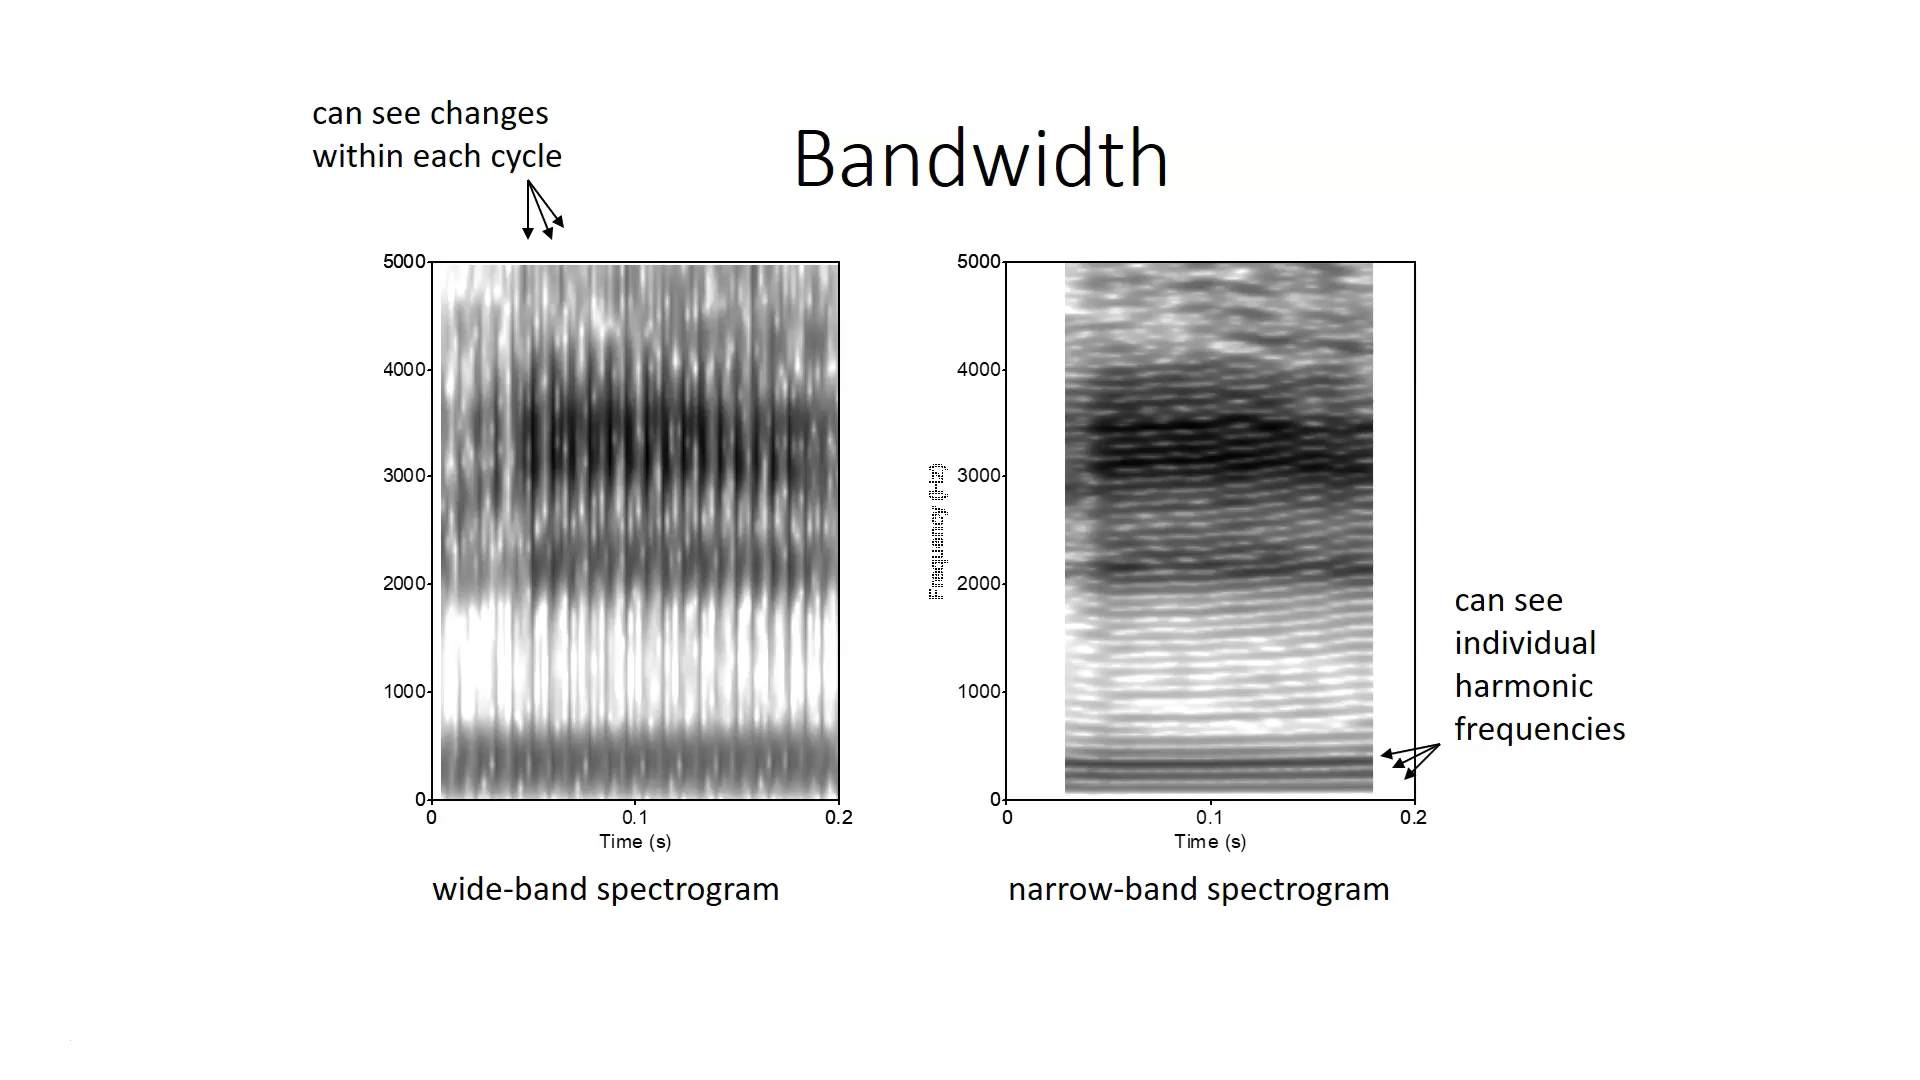 can see changes
within each cycle
Bandwidth
5000
4000
3000
2000
1000
0
0
0.1
0.2
Time (s)
wide-band spectrogram
Frequency (Hz)
5000
4000
3000
2000
1000
0
0
0.1
0.2
Time (s)
narrow-band spectrogram
can see
individual
harmonic
frequencies